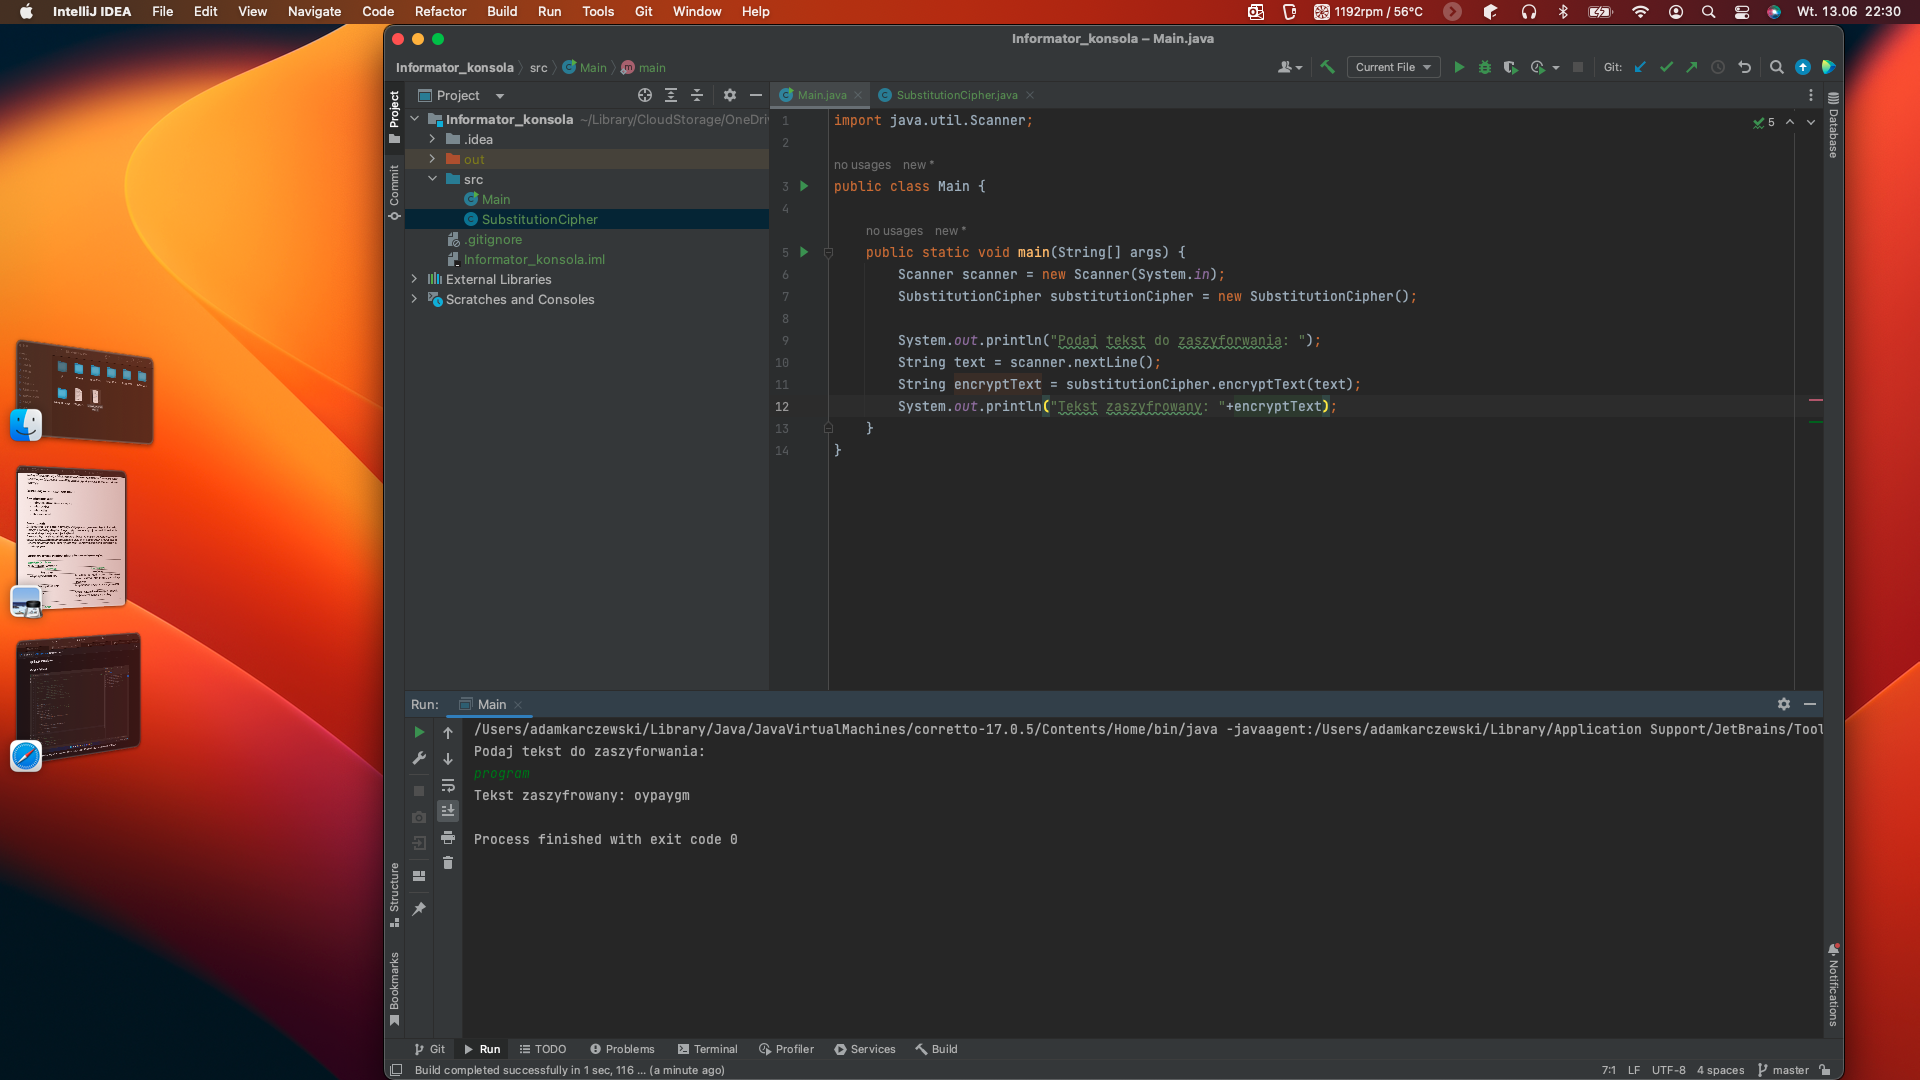 IntelliJ IDEA File Edit View Navigate Code Refactor Build Run Tools Git Window Help 1192rpm / 56°C Wt. 13.06 22:30
Informator_konsola – Main.java
Informator_konsola src Main main Current File Git:
Project Project Main.java SubstitutionCipher.java
Informator_konsola ~/Library/CloudStorage/OneDri
.idea
out
src
Main
SubstitutionCipher
.gitignore
Informator_konsola.iml
External Libraries
Scratches and Consoles
Commit
1 import java.util.Scanner; 5
2
no usages new *
3 public class Main {
4
no usages new *
5 public static void main(String[] args) {
6 Scanner scanner = new Scanner(System.in);
7 SubstitutionCipher substitutionCipher = new SubstitutionCipher();
8
9 System.out.println("Podaj tekst do zaszyforwania: ");
10 String text = scanner.nextLine();
11 String encryptText = substitutionCipher.encryptText(text);
12 System.out.println("Tekst zaszyfrowany: "+encryptText);
13 }
14 }
Database
Run: Main
/Users/adamkarczewski/Library/Java/JavaVirtualMachines/corretto-17.0.5/Contents/Home/bin/java -javaagent:/Users/adamkarczewski/Library/Application Support/JetBrains/Tool
Podaj tekst do zaszyforwania:
program
Tekst zaszyfrowany: oypaygm
Process finished with exit code 0
Structure
Bookmarks
Notifications
Git Run TODO Problems Terminal Profiler Services Build
Build completed successfully in 1 sec, 116 ... (a minute ago) 7:1 LF UTF-8 4 spaces master